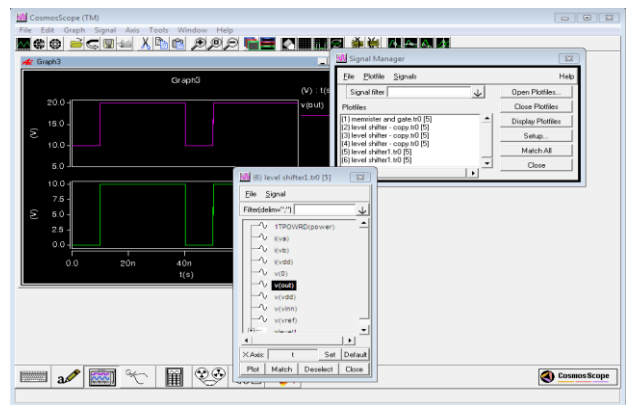 CosmosScope (TM)
File Edit Graph Signal Axis Tools Window Help
Graph3
Graph3
(V) : t(s
v(out)
20.0
15.0
10.0
5.0
(V)
10.0
7.5
5.0
2.5
0.0
(V)
0.0 20n 40n
t(s)
Signal Manager
File Plotfile Signals Help
Signal filter
Plotfiles
[1] memrister and gate.tr0 [5]
[2] level shifter - copy.tr0 [5]
[3] level shifter - copy.tr0 [5]
[4] level shifter - copy.tr0 [5]
[5] level shifter1.tr0 [5]
[6] level shifter1.tr0 [5]
Open Plotfiles...
Close Plotfiles
Display Plotfiles
Setup...
Match All
Close
(6) level shifter1.tr0 [5]
File Signal
Filter(delim=";")
1TPOWRD(power)
i(va)
i(vb)
i(vdd)
v(0)
v(out)
v(vdd)
v(vinn)
v(vref)
X Axis: t Set Default
Plot Match Deselect Close
CosmosScope